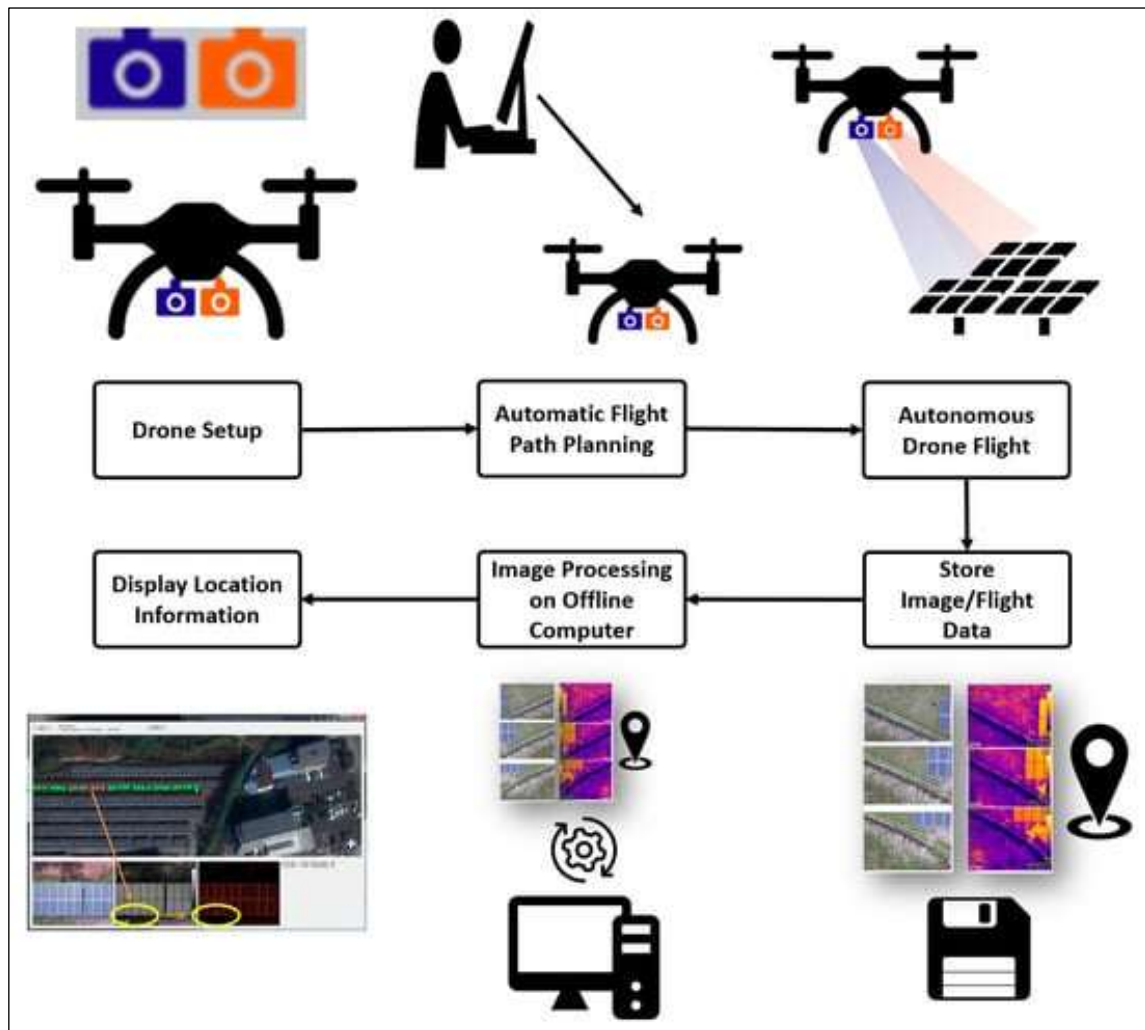 Drone Setup
Automatic Flight
Path Planning
Autonomous
Drone Flight
Display Location
Information
Image Processing
on Offline
Computer
Store
Image/Flight
Data